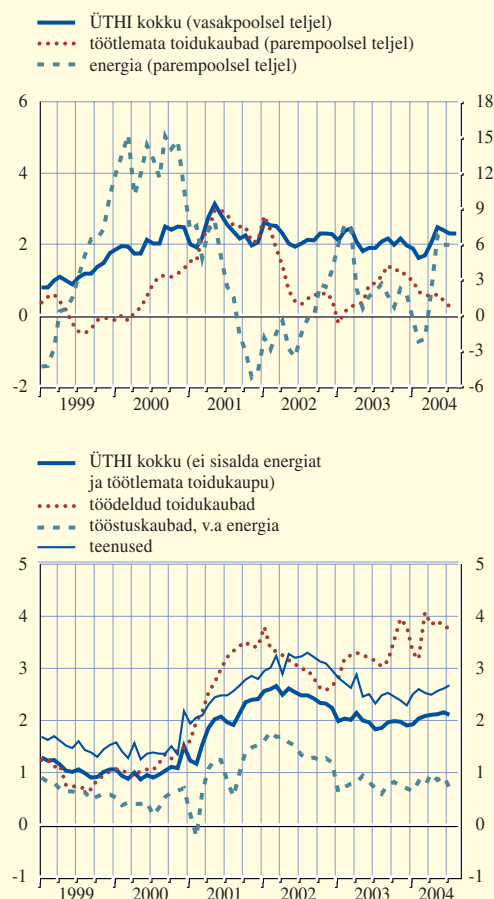 ÜTHI kokku (vasakpoolsel teljel)
töötlemata toidukaubad (parempoolsel teljel)
energia (parempoolsel teljel)
6 18
15
4 12
9
2 6
3
0 0
-3
-2 -6
1999 2000 2001 2002 2003 2004
ÜTHI kokku (ei sisalda energiat
ja töötlemata toidukaupu)
töödeldud toidukaubad
tööstuskaubad, v.a energia
teenused
5 5
4 4
3 3
2 2
1 1
0 0
-1 -1
1999 2000 2001 2002 2003 2004